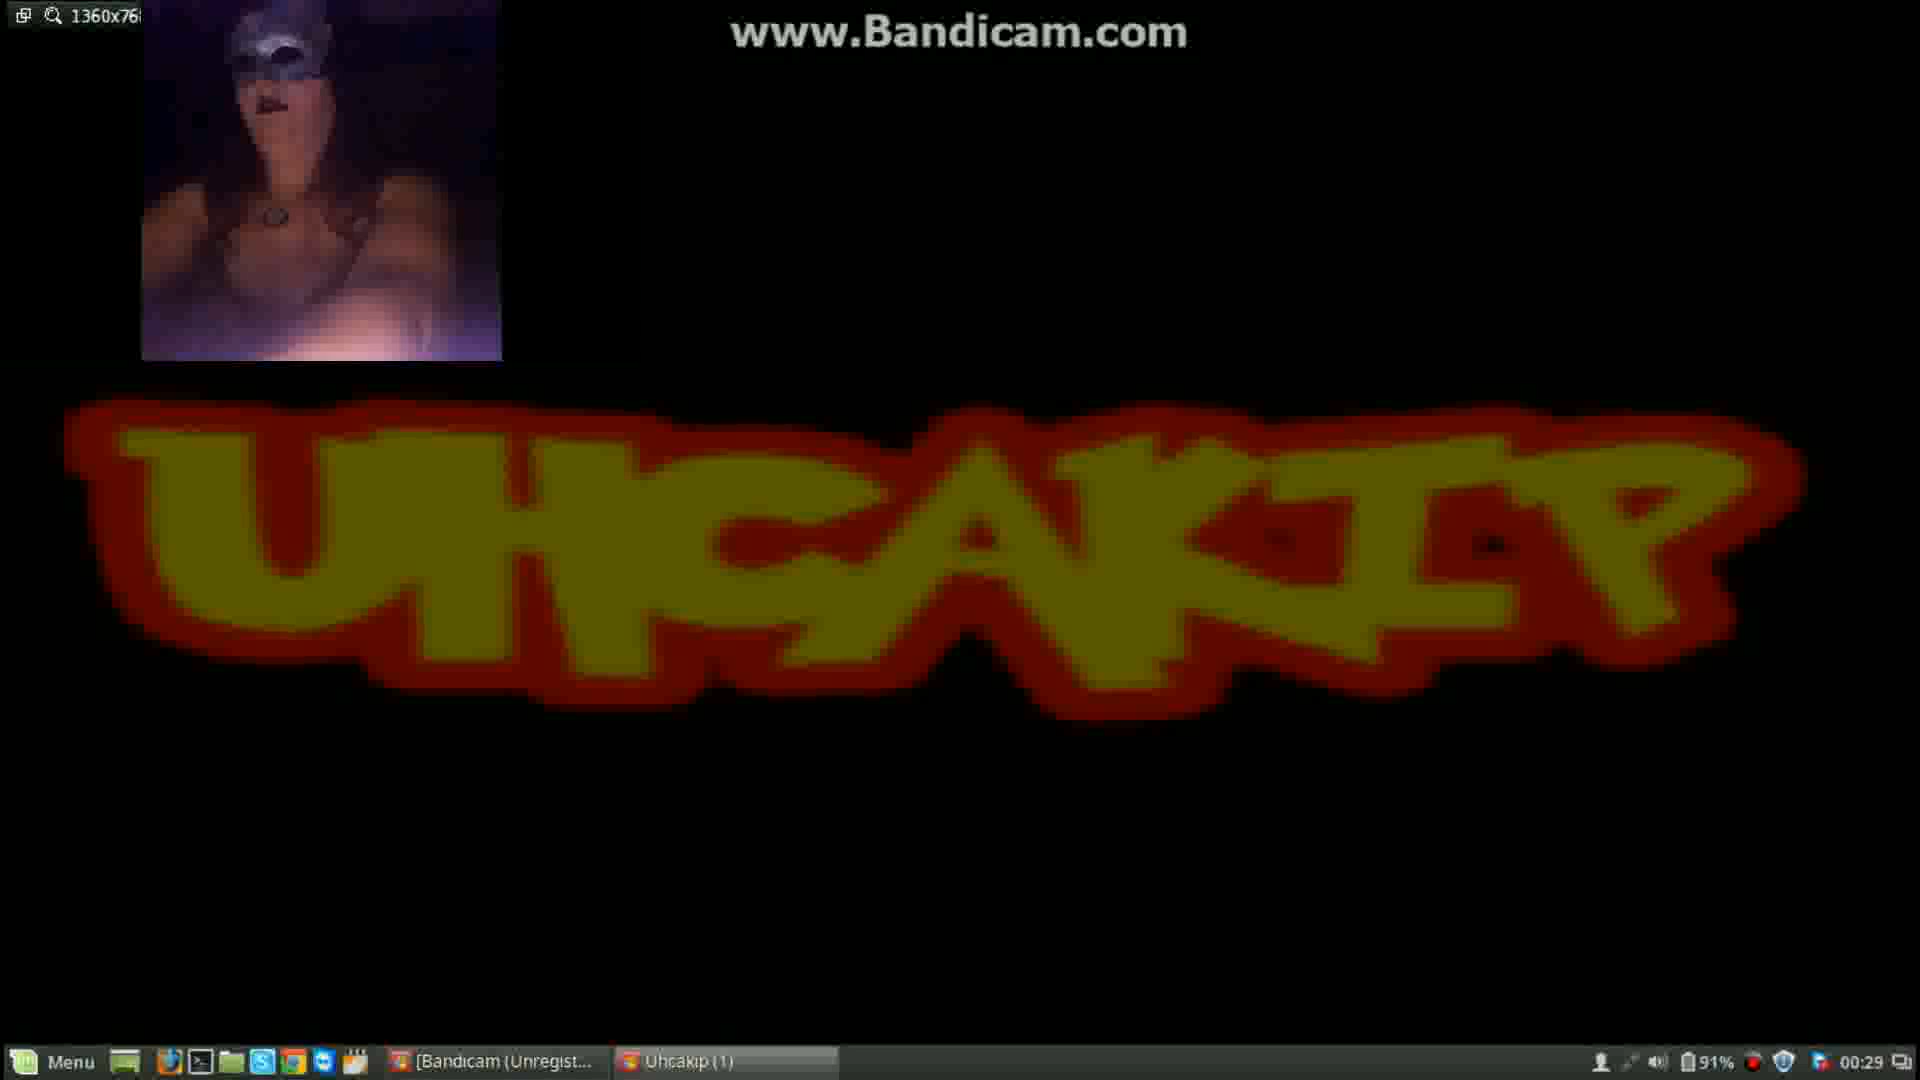 1360x76
www.Bandicam.com
UHCAKIP
Menu
[Bandicam (Unregist...
Uhcakip (1)
91%
00:29